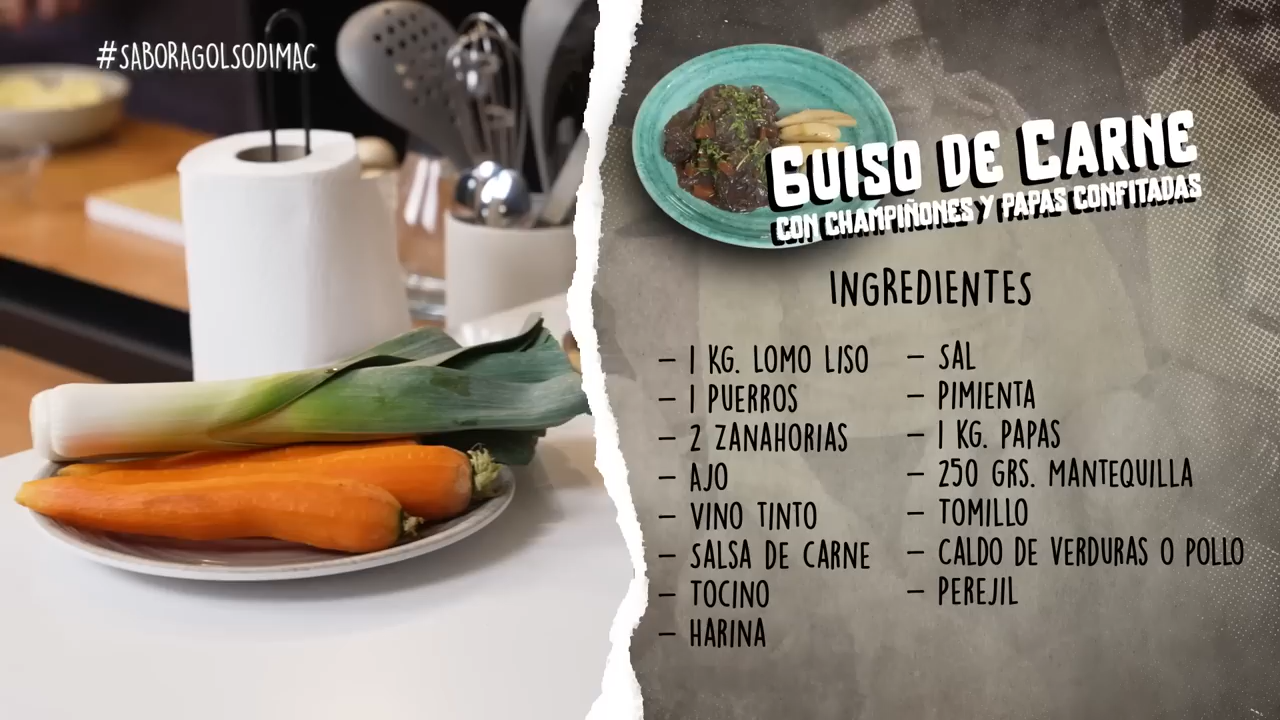 #SABORAGOLSODIMAC
GUISO DE CARNE
CON CHAMPIÑONES Y PAPAS CONFITADAS
INGREDIENTES
– 1 KG. LOMO LISO
– 1 PUERROS
– 2 ZANAHORIAS
– AJO
– VINO TINTO
– SALSA DE CARNE
– TOCINO
– HARINA
– SAL
– PIMIENTA
– 1 KG. PAPAS
– 250 GRS. MANTEQUILLA
– TOMILLO
– CALDO DE VERDURAS O POLLO
– PEREJIL